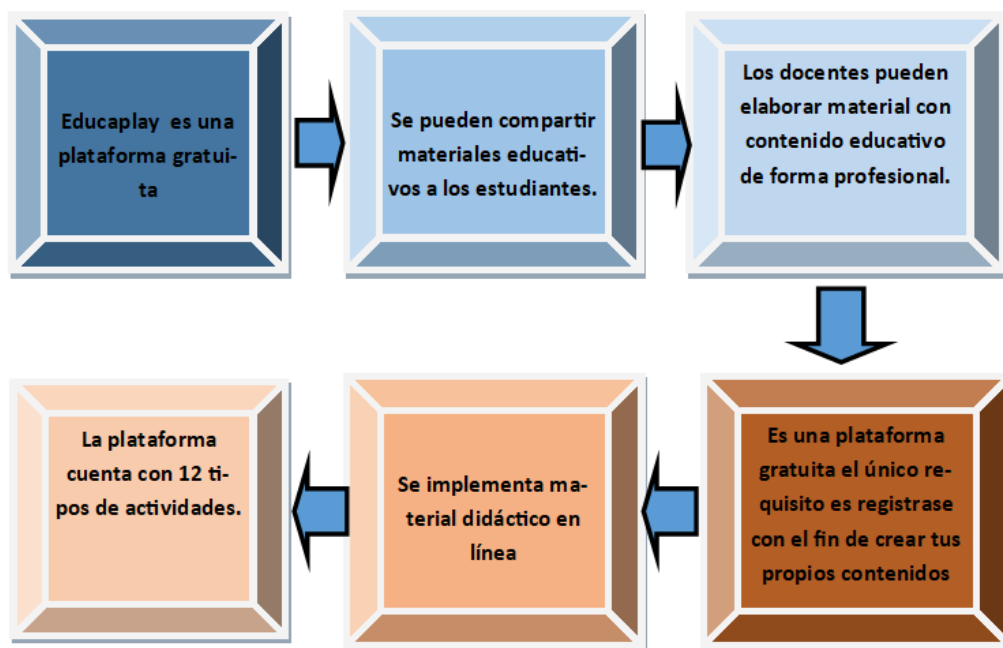 Educaplay es una
plataforma gratui-
ta
Se pueden compartir
materiales educati-
vos a los estudiantes.
Los docentes pueden
elaborar material con
contenido educativo
de forma profesional.
Es una plataforma
gratuita el único re-
quisito es registrase
con el fin de crear tus
propios contenidos
Se implementa ma-
terial didáctico en
línea
La plataforma
cuenta con 12 ti-
pos de actividades.